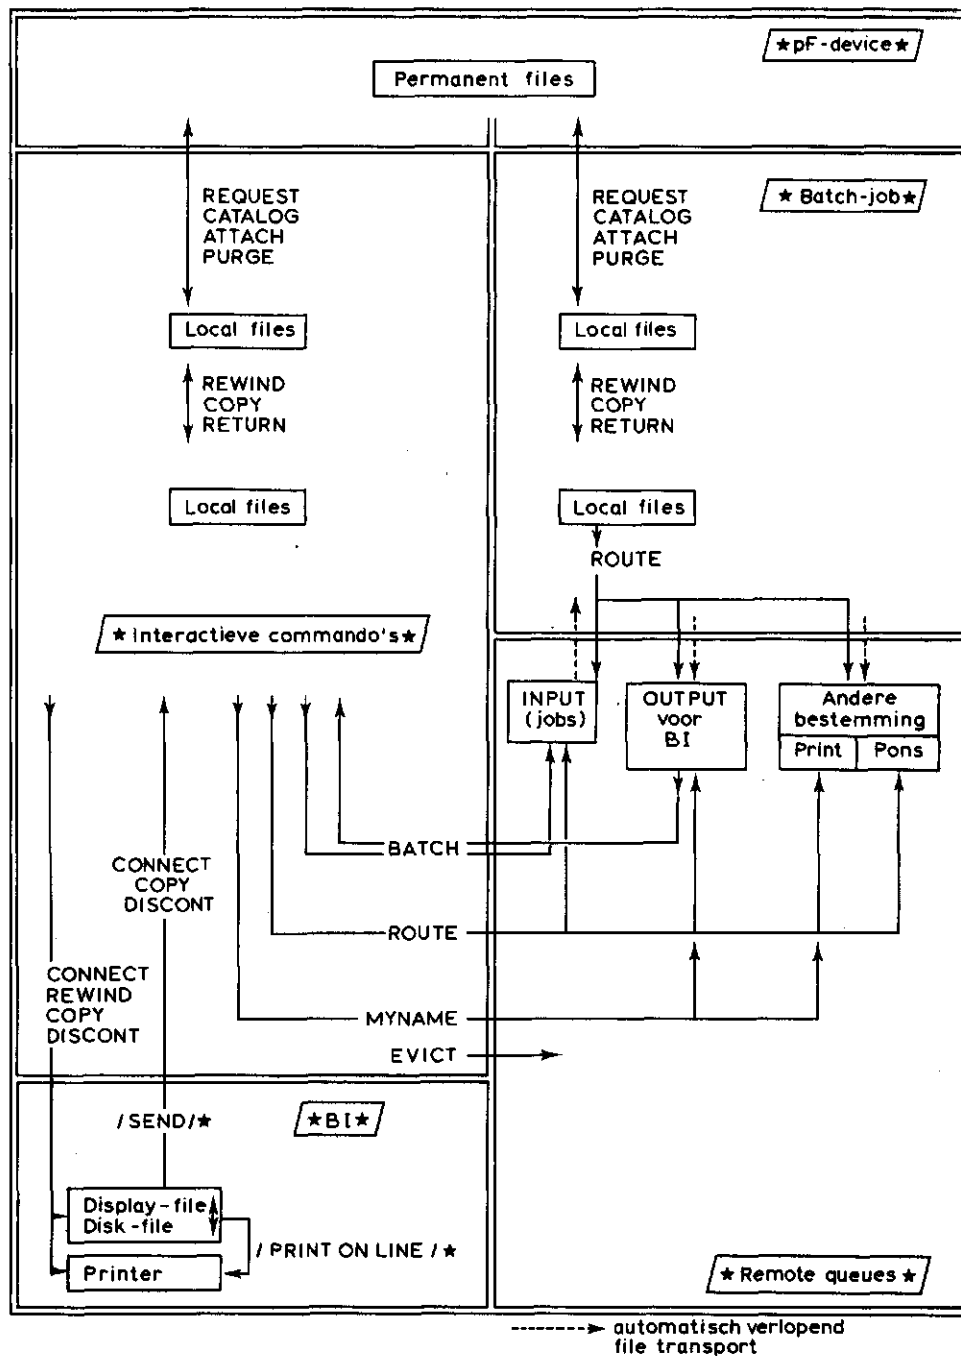 ★ pF-device ★
Permanent files
REQUEST
CATALOG
ATTACH
PURGE
Local files
REWIND
COPY
RETURN
Local files
★ Interactieve commando's ★
★ Batch-job ★
REQUEST
CATALOG
ATTACH
PURGE
Local files
REWIND
COPY
RETURN
Local files
ROUTE
INPUT
(jobs)
OUTPUT
voor
BI
Andere
bestemming
Print
Pons
BATCH
CONNECT
COPY
DISCONT
ROUTE
CONNECT
REWIND
COPY
DISCONT
MYNAME
EVICT
/ SEND / ★
★ BI ★
Display-file
Disk-file
/ PRINT ON LINE / ★
Printer
★ Remote queues ★
automatisch verlopend
file transport